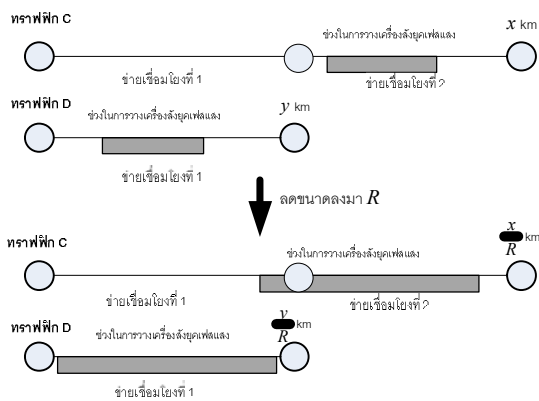 ทราฟฟิก C
ช่วงในการวางเครื่องลังยุคเฟสแสง
x km
ข่ายเชื่อมโยงที่ 1
ข่ายเชื่อมโยงที่ 2
ทราฟฟิก D
ช่วงในการวางเครื่องลังยุคเฟสแสง
y km
ข่ายเชื่อมโยงที่ 1
ลดขนาดลงมา R
ทราฟฟิก C
ช่วงในการวางเครื่องลังยุคเฟสแสง
x
R
km
ข่ายเชื่อมโยงที่ 1
ข่ายเชื่อมโยงที่ 2
ทราฟฟิก D
ช่วงในการวางเครื่องลังยุคเฟสแสง
y
R
km
ข่ายเชื่อมโยงที่ 1